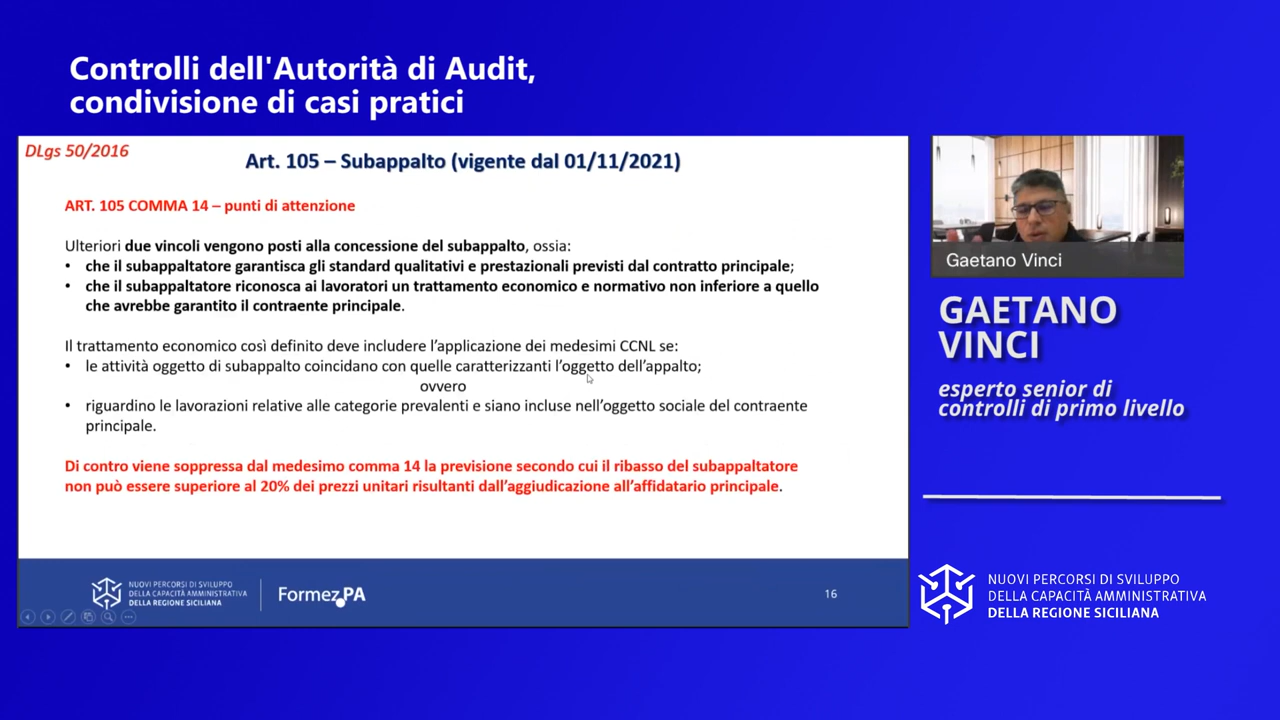 Controlli dell'Autorità di Audit,
condivisione di casi pratici
DLgs 50/2016
Art. 105 – Subappalto (vigente dal 01/11/2021)
ART. 105 COMMA 14 – punti di attenzione
Ulteriori due vincoli vengono posti alla concessione del subappalto, ossia:
• che il subappaltatore garantisca gli standard qualitativi e prestazionali previsti dal contratto principale;
• che il subappaltatore riconosca ai lavoratori un trattamento economico e normativo non inferiore a quello
che avrebbe garantito il contraente principale.
Il trattamento economico così definito deve includere l'applicazione dei medesimi CCNL se:
• le attività oggetto di subappalto coincidano con quelle caratterizzanti l'oggetto dell'appalto;
ovvero
• riguardino le lavorazioni relative alle categorie prevalenti e siano incluse nell'oggetto sociale del contraente
principale.
Di contro viene soppressa dal medesimo comma 14 la previsione secondo cui il ribasso del subappaltatore
non può essere superiore al 20% dei prezzi unitari risultanti dall'aggiudicazione all'affidatario principale.
NUOVI PERCORSI DI SVILUPPO
DELLA CAPACITÀ AMMINISTRATIVA
DELLA REGIONE SICILIANA
Formez PA
16
Gaetano Vinci
GAETANO
VINCI
esperto senior di
controlli di primo livello
NUOVI PERCORSI DI SVILUPPO
DELLA CAPACITÀ AMMINISTRATIVA
DELLA REGIONE SICILIANA